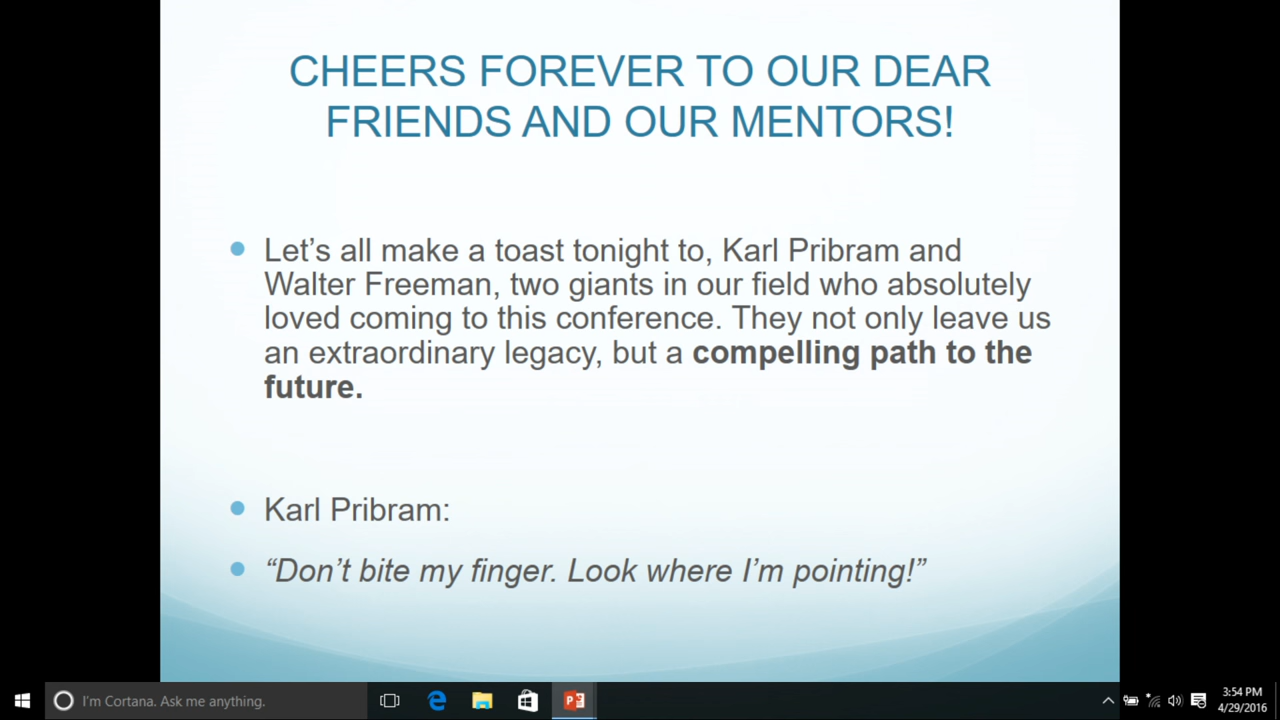 CHEERS FOREVER TO OUR DEAR
FRIENDS AND OUR MENTORS!
Let’s all make a toast tonight to, Karl Pribram and
Walter Freeman, two giants in our field who absolutely
loved coming to this conference. They not only leave us
an extraordinary legacy, but a compelling path to the
future.
Karl Pribram:
“Don’t bite my finger. Look where I’m pointing!”
I'm Cortana. Ask me anything.
3:54 PM
4/29/2016